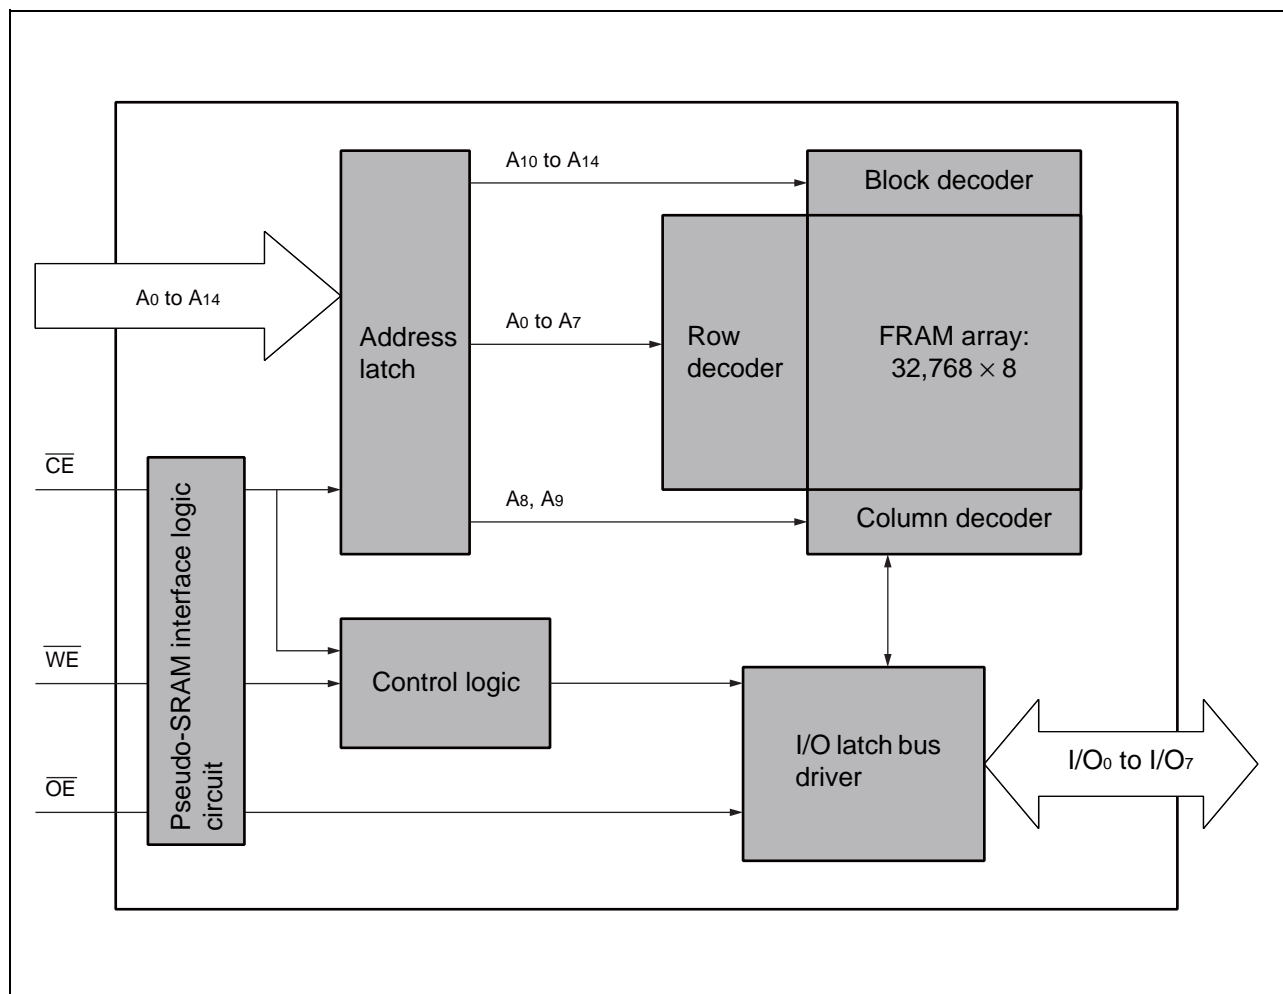 A10 to A14
Block decoder
A0 to A14
Address
latch
A0 to A7
Row
decoder
FRAM array:
32,768 × 8
CE
A8, A9
Column decoder
Pseudo-SRAM interface logic
circuit
WE
Control logic
I/O latch bus
driver
I/O0 to I/O7
OE